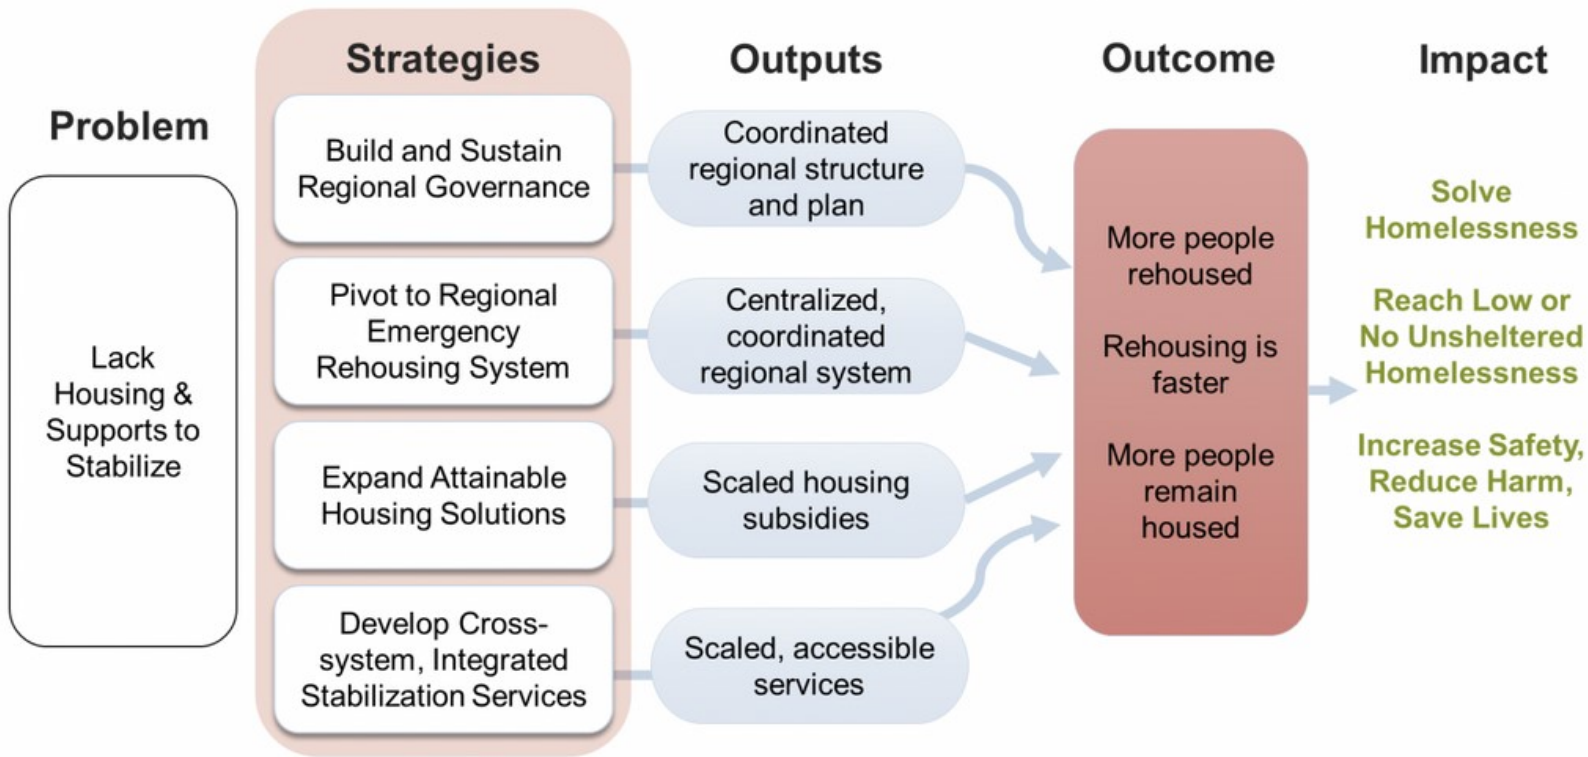 Problem
Lack
Housing &
Supports to
Stabilize
Strategies
Build and Sustain
Regional Governance
Pivot to Regional
Emergency
Rehousing System
Expand Attainable
Housing Solutions
Develop Cross-
system, Integrated
Stabilization Services
Outputs
Coordinated
regional structure
and plan
Centralized,
coordinated
regional system
Scaled housing
subsidies
Scaled, accessible
services
Outcome
More people
rehoused
Rehousing is
faster
More people
remain
housed
Impact
Solve
Homelessness
Reach Low or
No Unsheltered
Homelessness
Increase Safety,
Reduce Harm,
Save Lives